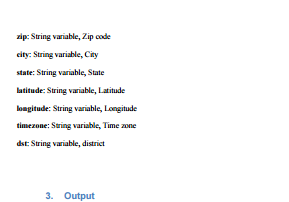 zip: String variable, Zip code
city: String variable, City
state: String variable, State
latitude: String variable, Latitude
longitude: String variable, Longitude
timezone: String variable, Time zone
dst: String variable, district
3. Output